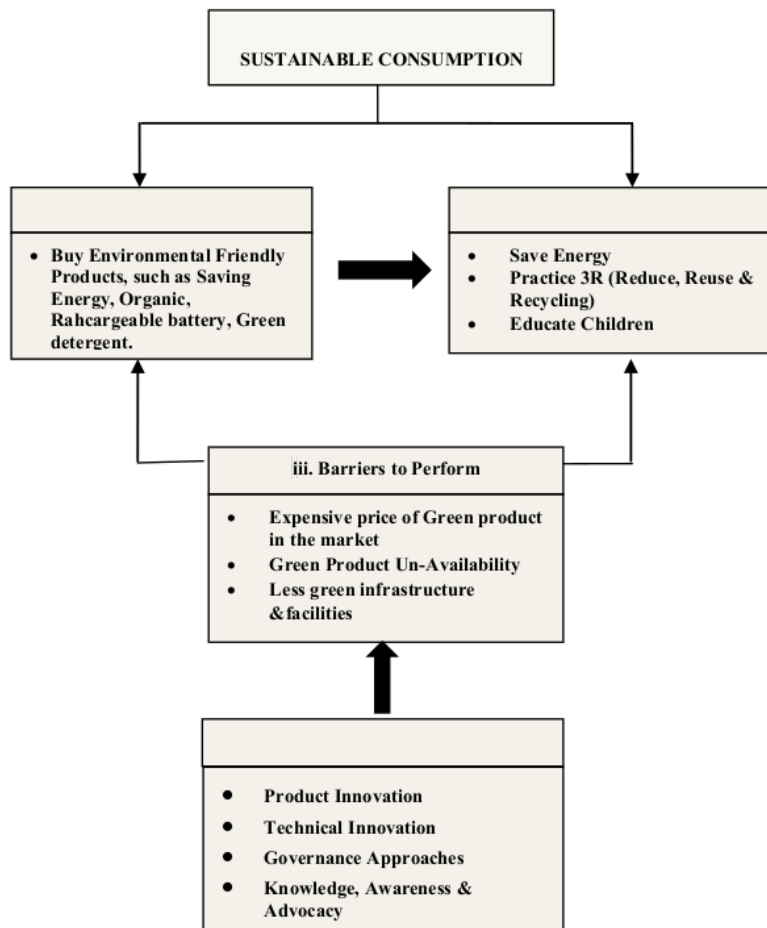 SUSTAINABLE CONSUMPTION
• Buy Environmental Friendly
Products, such as Saving
Energy, Organic,
Rahcargeable battery, Green
detergent.
• Save Energy
• Practice 3R (Reduce, Reuse &
Recycling)
• Educate Children
iii. Barriers to Perform
• Expensive price of Green product
in the market
• Green Product Un-Availability
• Less green infrastructure
&facilities
• Product Innovation
• Technical Innovation
• Governance Approaches
• Knowledge, Awareness &
Advocacy